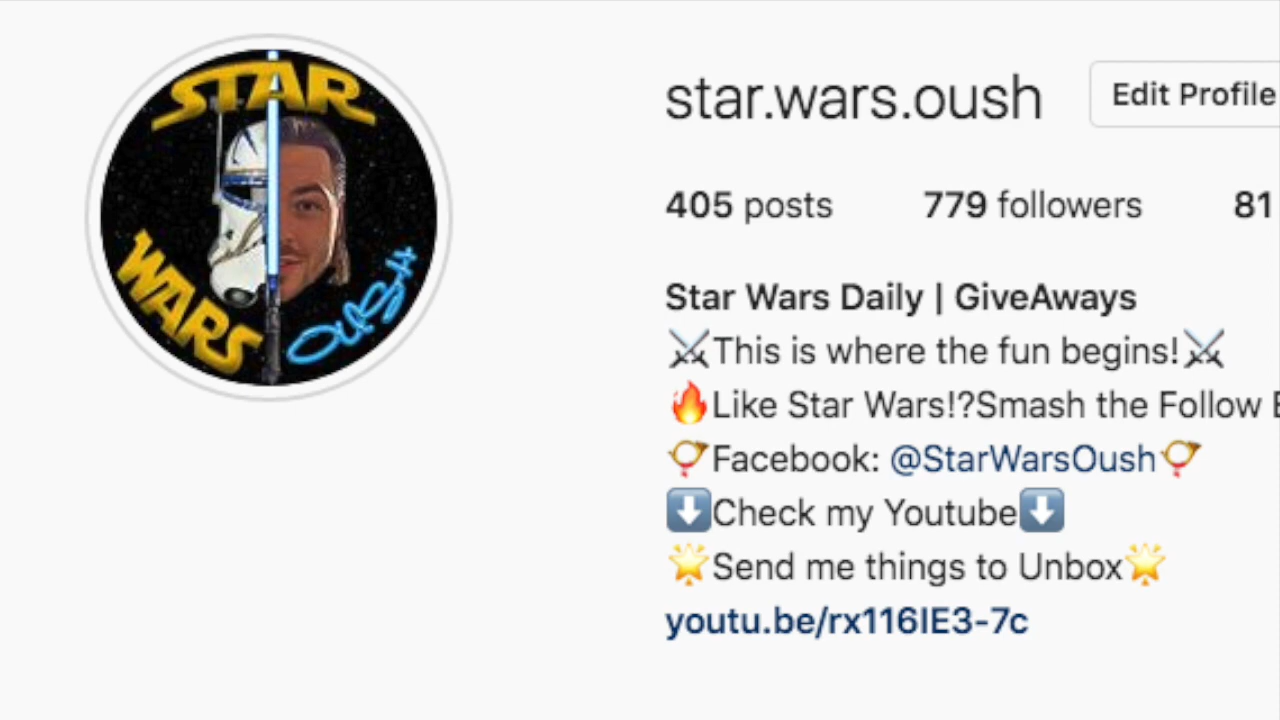 STAR
WARS
OUSH
star.wars.oush
Edit Profile
405 posts 779 followers 81
Star Wars Daily | GiveAways
⚔️This is where the fun begins!⚔️
🔥Like Star Wars!?Smash the Follow
📯Facebook: @StarWarsOush📯
⬇️Check my Youtube⬇️
🌟Send me things to Unbox🌟
youtu.be/rx116IE3-7c